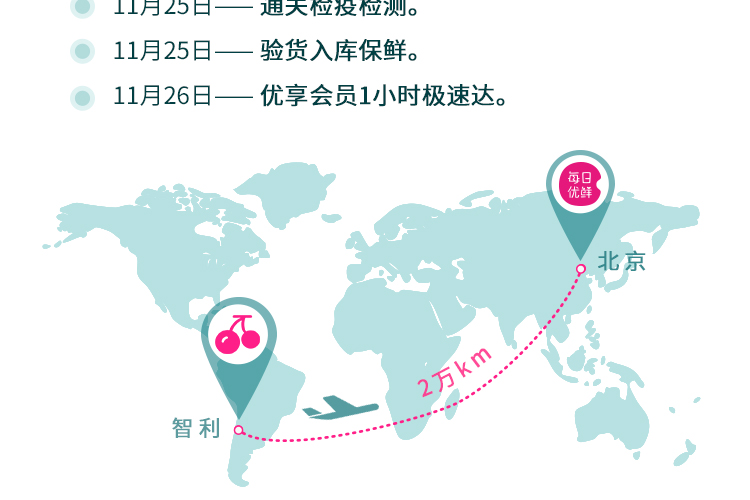 11月25日——通关检疫检测。
11月25日——验货入库保鲜。
11月26日——优享会员1小时极速达。
每日
优鲜
北京
2万km
智利